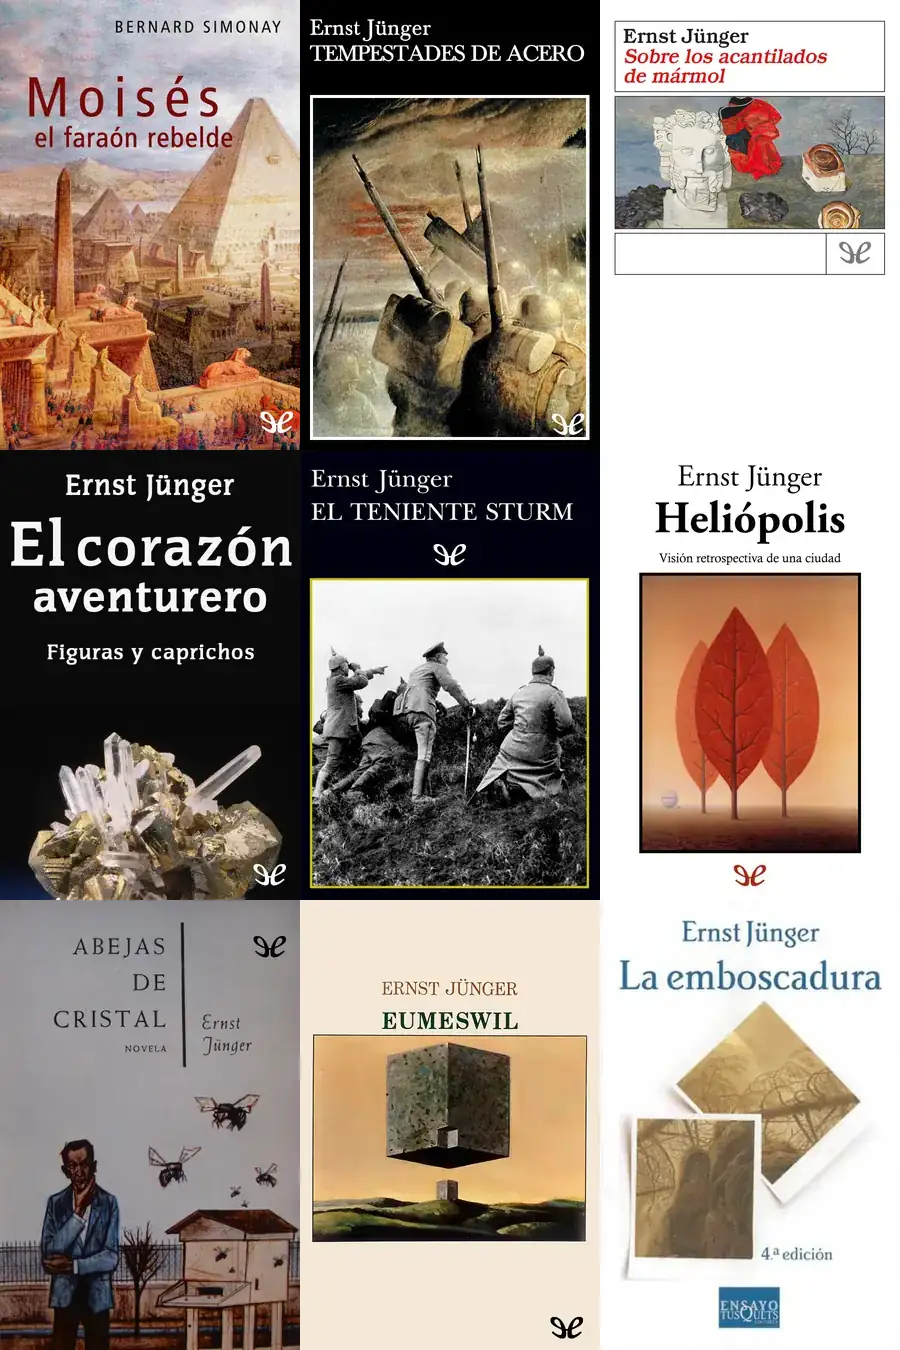 BERNARD SIMONAY
Moisés
el faraón rebelde
Ernst Jünger
TEMPESTADES DE ACERO
Ernst Jünger
Sobre los acantilados
de mármol
Ernst Jünger
El corazón
aventurero
Figuras y caprichos
Ernst Jünger
EL TENIENTE STURM
Ernst Jünger
Heliópolis
Visión retrospectiva de una ciudad
ABEJAS
DE
CRISTAL
NOVELA
Ernst
Jünger
ERNST JÜNGER
EUMESWIL
Ernst Jünger
La emboscadura
4.ª edición
ENSAYO
TUSQUETS